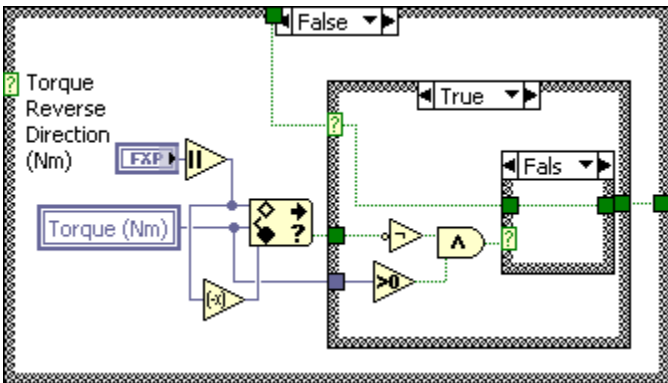 False
? Torque
Reverse
Direction
(Nm)
FXP
True
?
Fals
Torque (Nm)
?
?
>0
(-x)